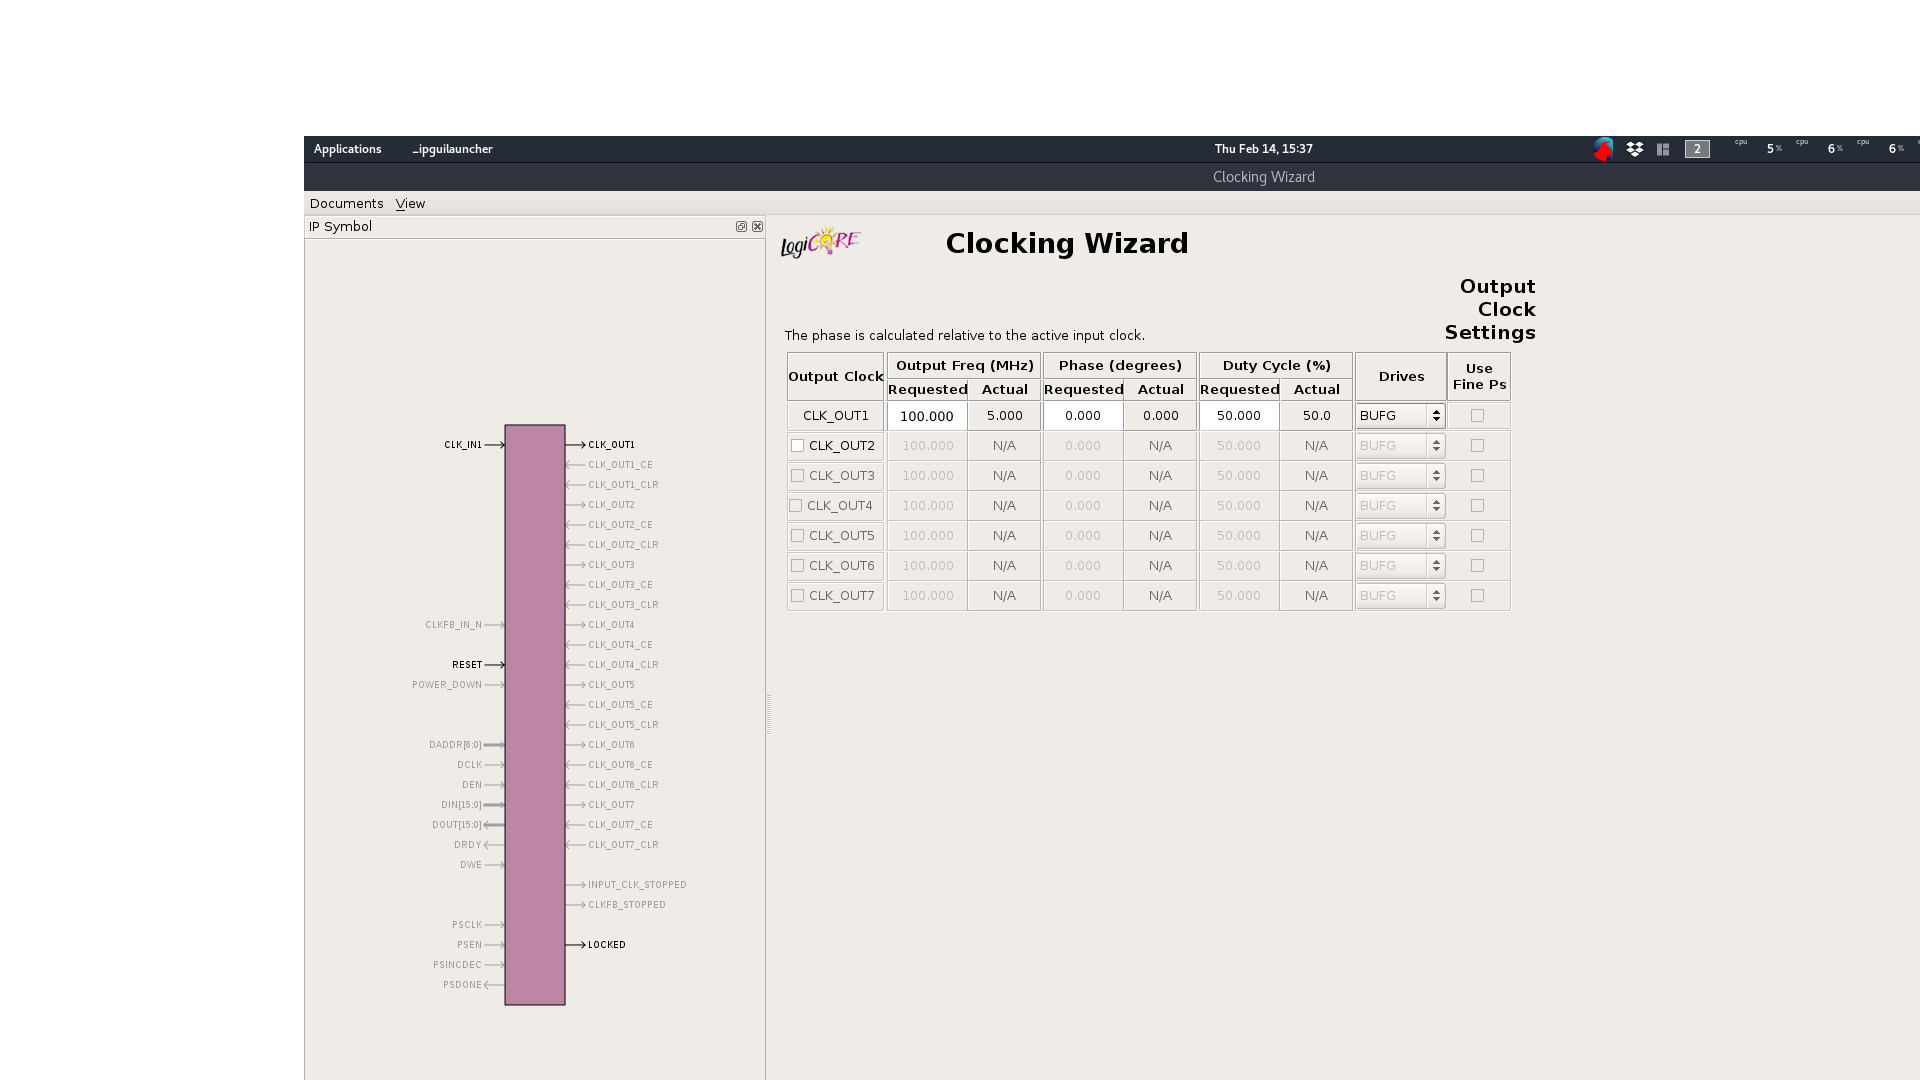 Applications _ipguilauncher Thu Feb 14, 15:37 2 cpu 5% cpu 6% cpu 6%
Clocking Wizard
Documents View
IP Symbol
LogiCORE Clocking Wizard
Output
Clock
Settings
The phase is calculated relative to the active input clock.
Output Clock Output Freq (MHz) Phase (degrees) Duty Cycle (%) Drives Use Fine Ps
Requested Actual Requested Actual Requested Actual
CLK_OUT1 100.000 5.000 0.000 0.000 50.000 50.0 BUFG
CLK_OUT2 100.000 N/A 0.000 N/A 50.000 N/A BUFG
CLK_OUT3 100.000 N/A 0.000 N/A 50.000 N/A BUFG
CLK_OUT4 100.000 N/A 0.000 N/A 50.000 N/A BUFG
CLK_OUT5 100.000 N/A 0.000 N/A 50.000 N/A BUFG
CLK_OUT6 100.000 N/A 0.000 N/A 50.000 N/A BUFG
CLK_OUT7 100.000 N/A 0.000 N/A 50.000 N/A BUFG
CLK_IN1 CLK_OUT1
CLK_OUT1_CE
CLK_OUT1_CLR
CLK_OUT2
CLK_OUT2_CE
CLK_OUT2_CLR
CLK_OUT3
CLK_OUT3_CE
CLK_OUT3_CLR
CLKFB_IN_N CLK_OUT4
CLK_OUT4_CE
RESET CLK_OUT4_CLR
POWER_DOWN CLK_OUT5
CLK_OUT5_CE
CLK_OUT5_CLR
DADDR[6:0] CLK_OUT6
DCLK CLK_OUT6_CE
DEN CLK_OUT6_CLR
DIN[15:0] CLK_OUT7
DOUT[15:0] CLK_OUT7_CE
DRDY CLK_OUT7_CLR
DWE
INPUT_CLK_STOPPED
CLKFB_STOPPED
PSCLK
PSEN LOCKED
PSINCDEC
PSDONE